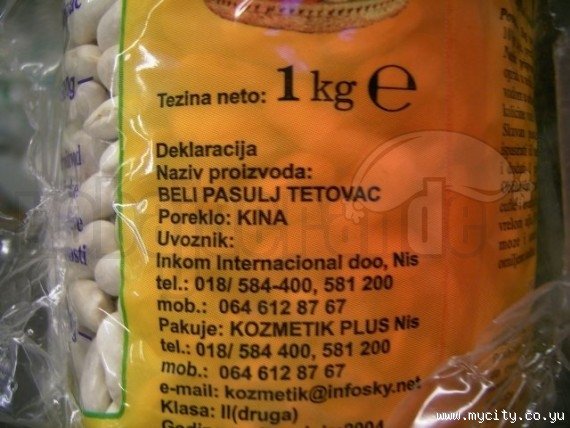 Tezina neto: 1 kg ℮
Deklaracija
Naziv proizvoda:
BELI PASULJ TETOVAC
Poreklo: KINA
Uvoznik:
Inkom Internacional doo, Nis
tel.: 018/ 584-400, 581 200
mob.: 064 612 87 67
Pakuje: KOZMETIK PLUS Nis
tel.: 018/ 584 400, 581 200
mob.: 064 612 87 67
e-mail: kozmetik@infosky.net
Klasa: II(druga)
www.mycity.co.yu